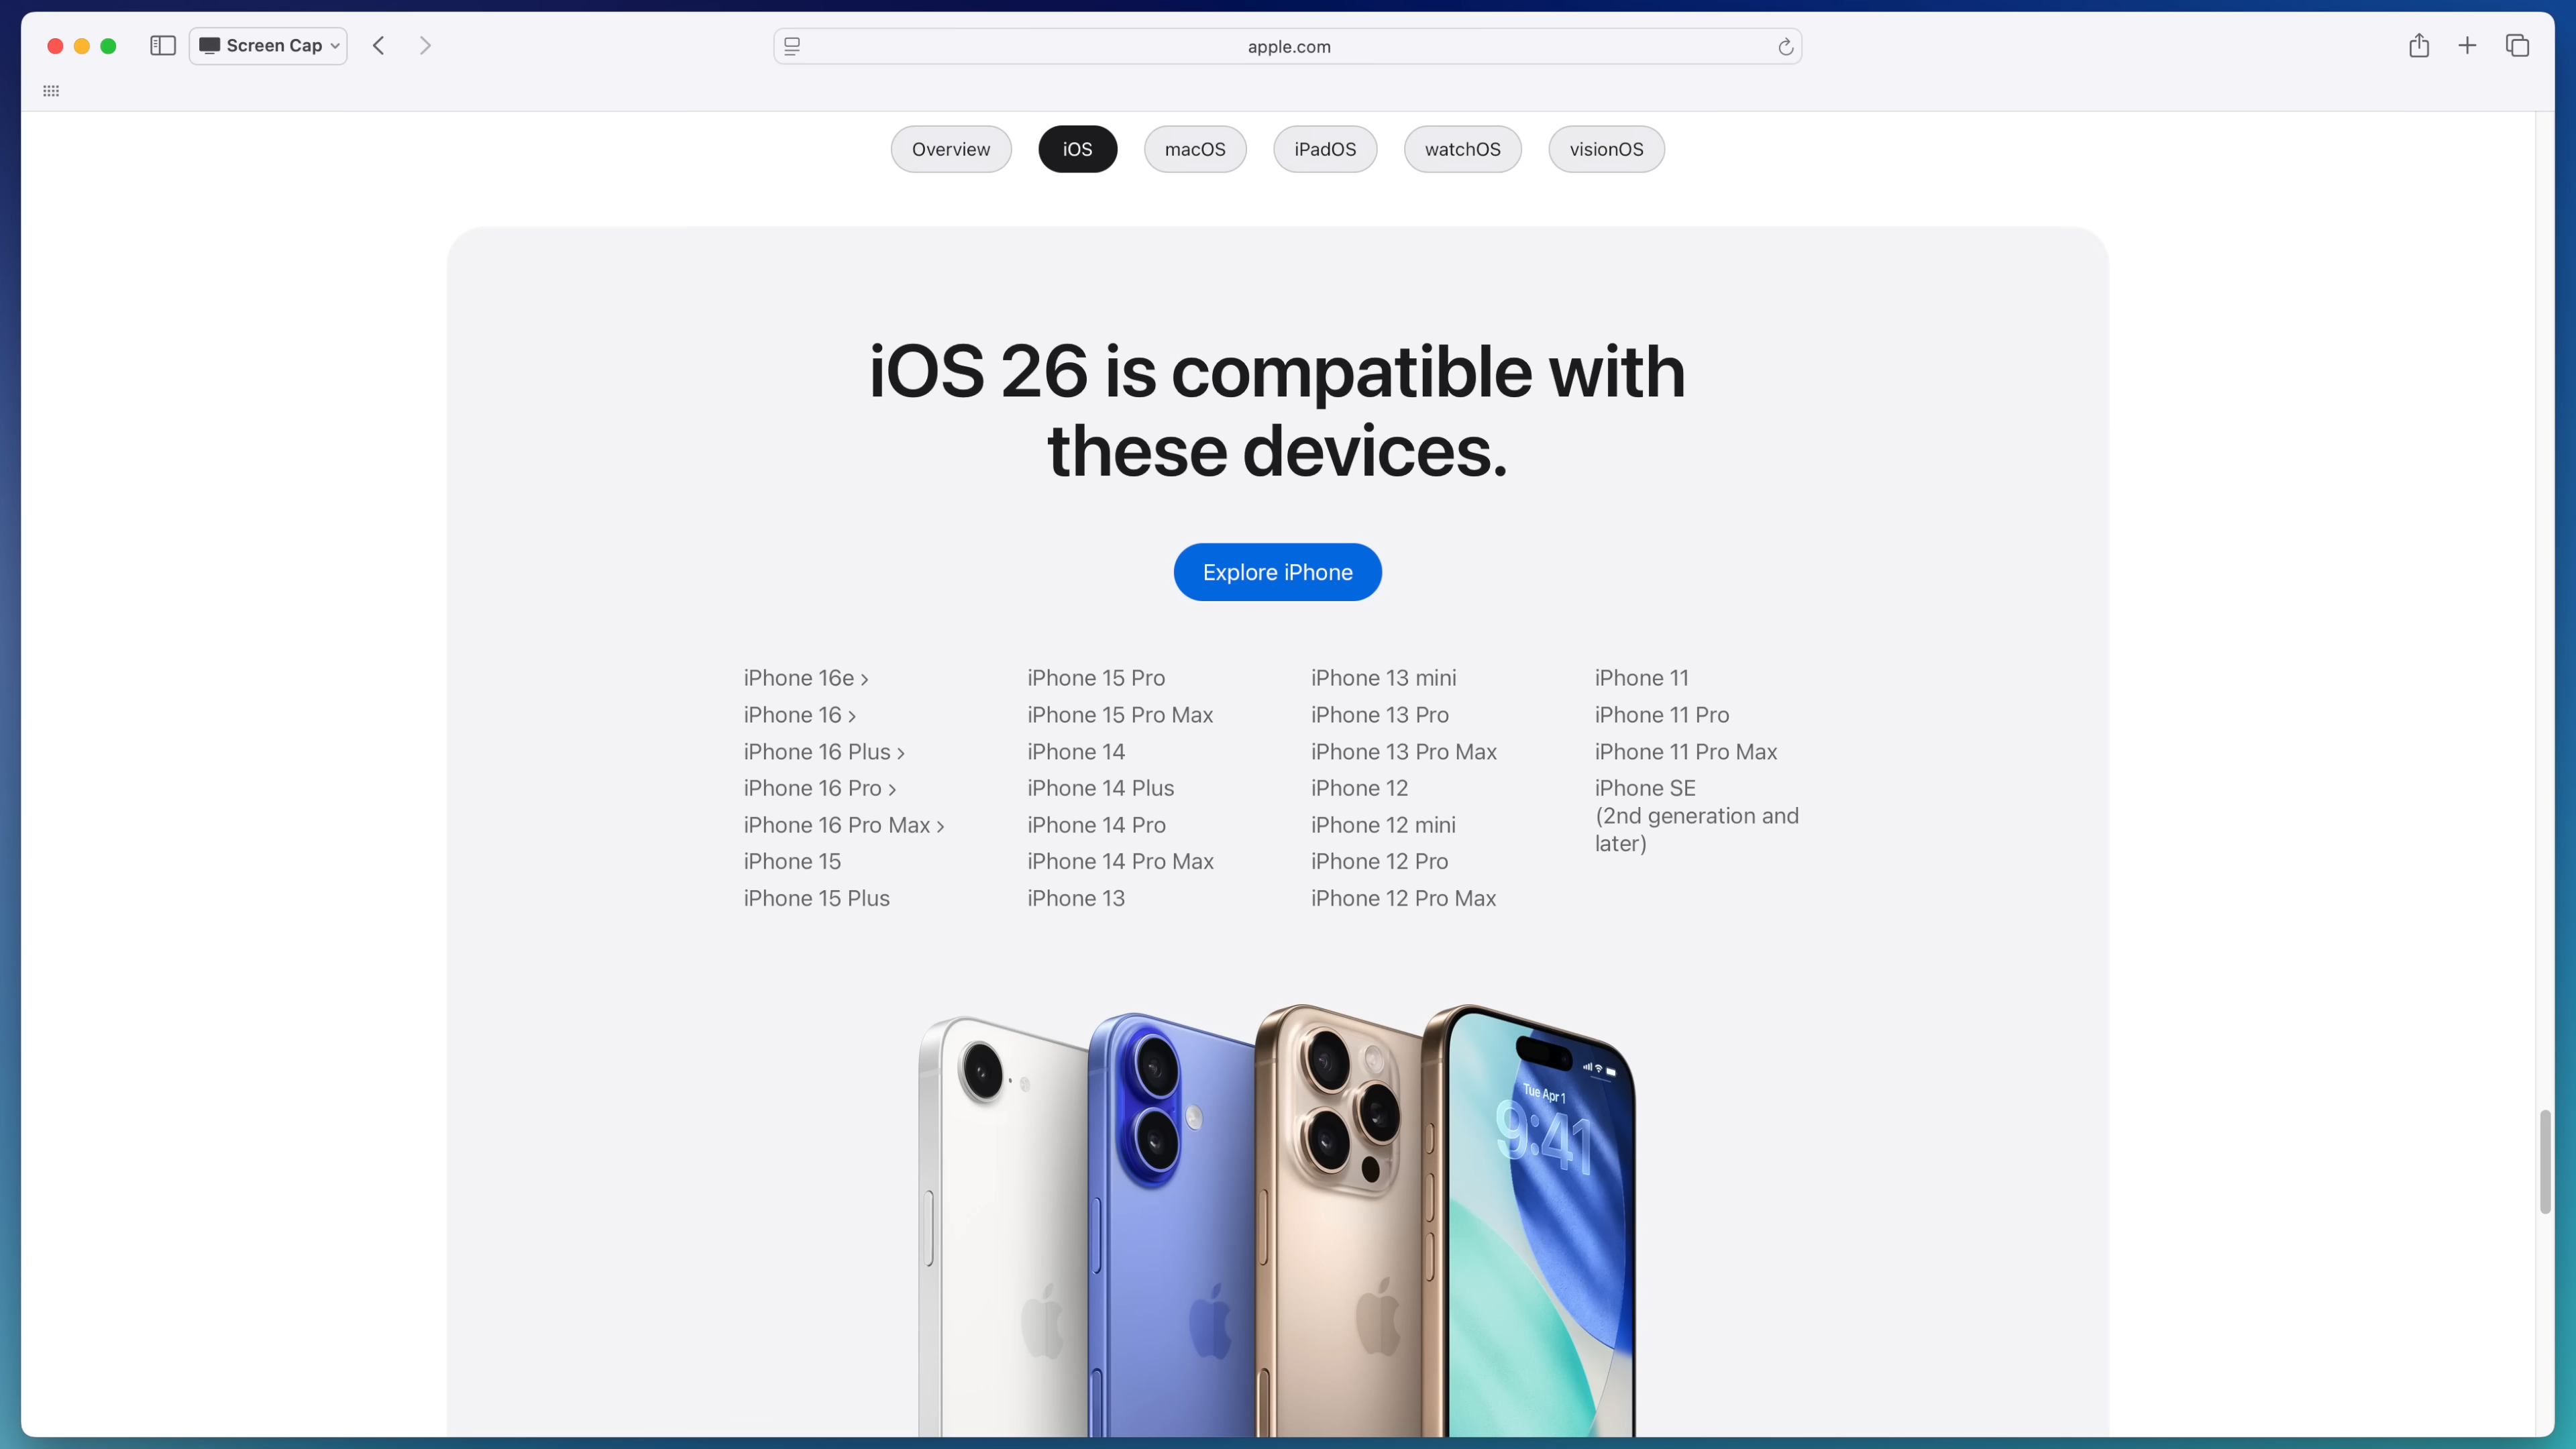 Screen Cap
apple.com
Overview
iOS
macOS
iPadOS
watchOS
visionOS
iOS 26 is compatible with
these devices.
Explore iPhone
iPhone 16e
iPhone 16
iPhone 16 Plus
iPhone 16 Pro
iPhone 16 Pro Max
iPhone 15
iPhone 15 Plus
iPhone 15 Pro
iPhone 15 Pro Max
iPhone 14
iPhone 14 Plus
iPhone 14 Pro
iPhone 14 Pro Max
iPhone 13
iPhone 13 mini
iPhone 13 Pro
iPhone 13 Pro Max
iPhone 12
iPhone 12 mini
iPhone 12 Pro
iPhone 12 Pro Max
iPhone 11
iPhone 11 Pro
iPhone 11 Pro Max
iPhone SE
(2nd generation and
later)
Tue Apr 1
9:41